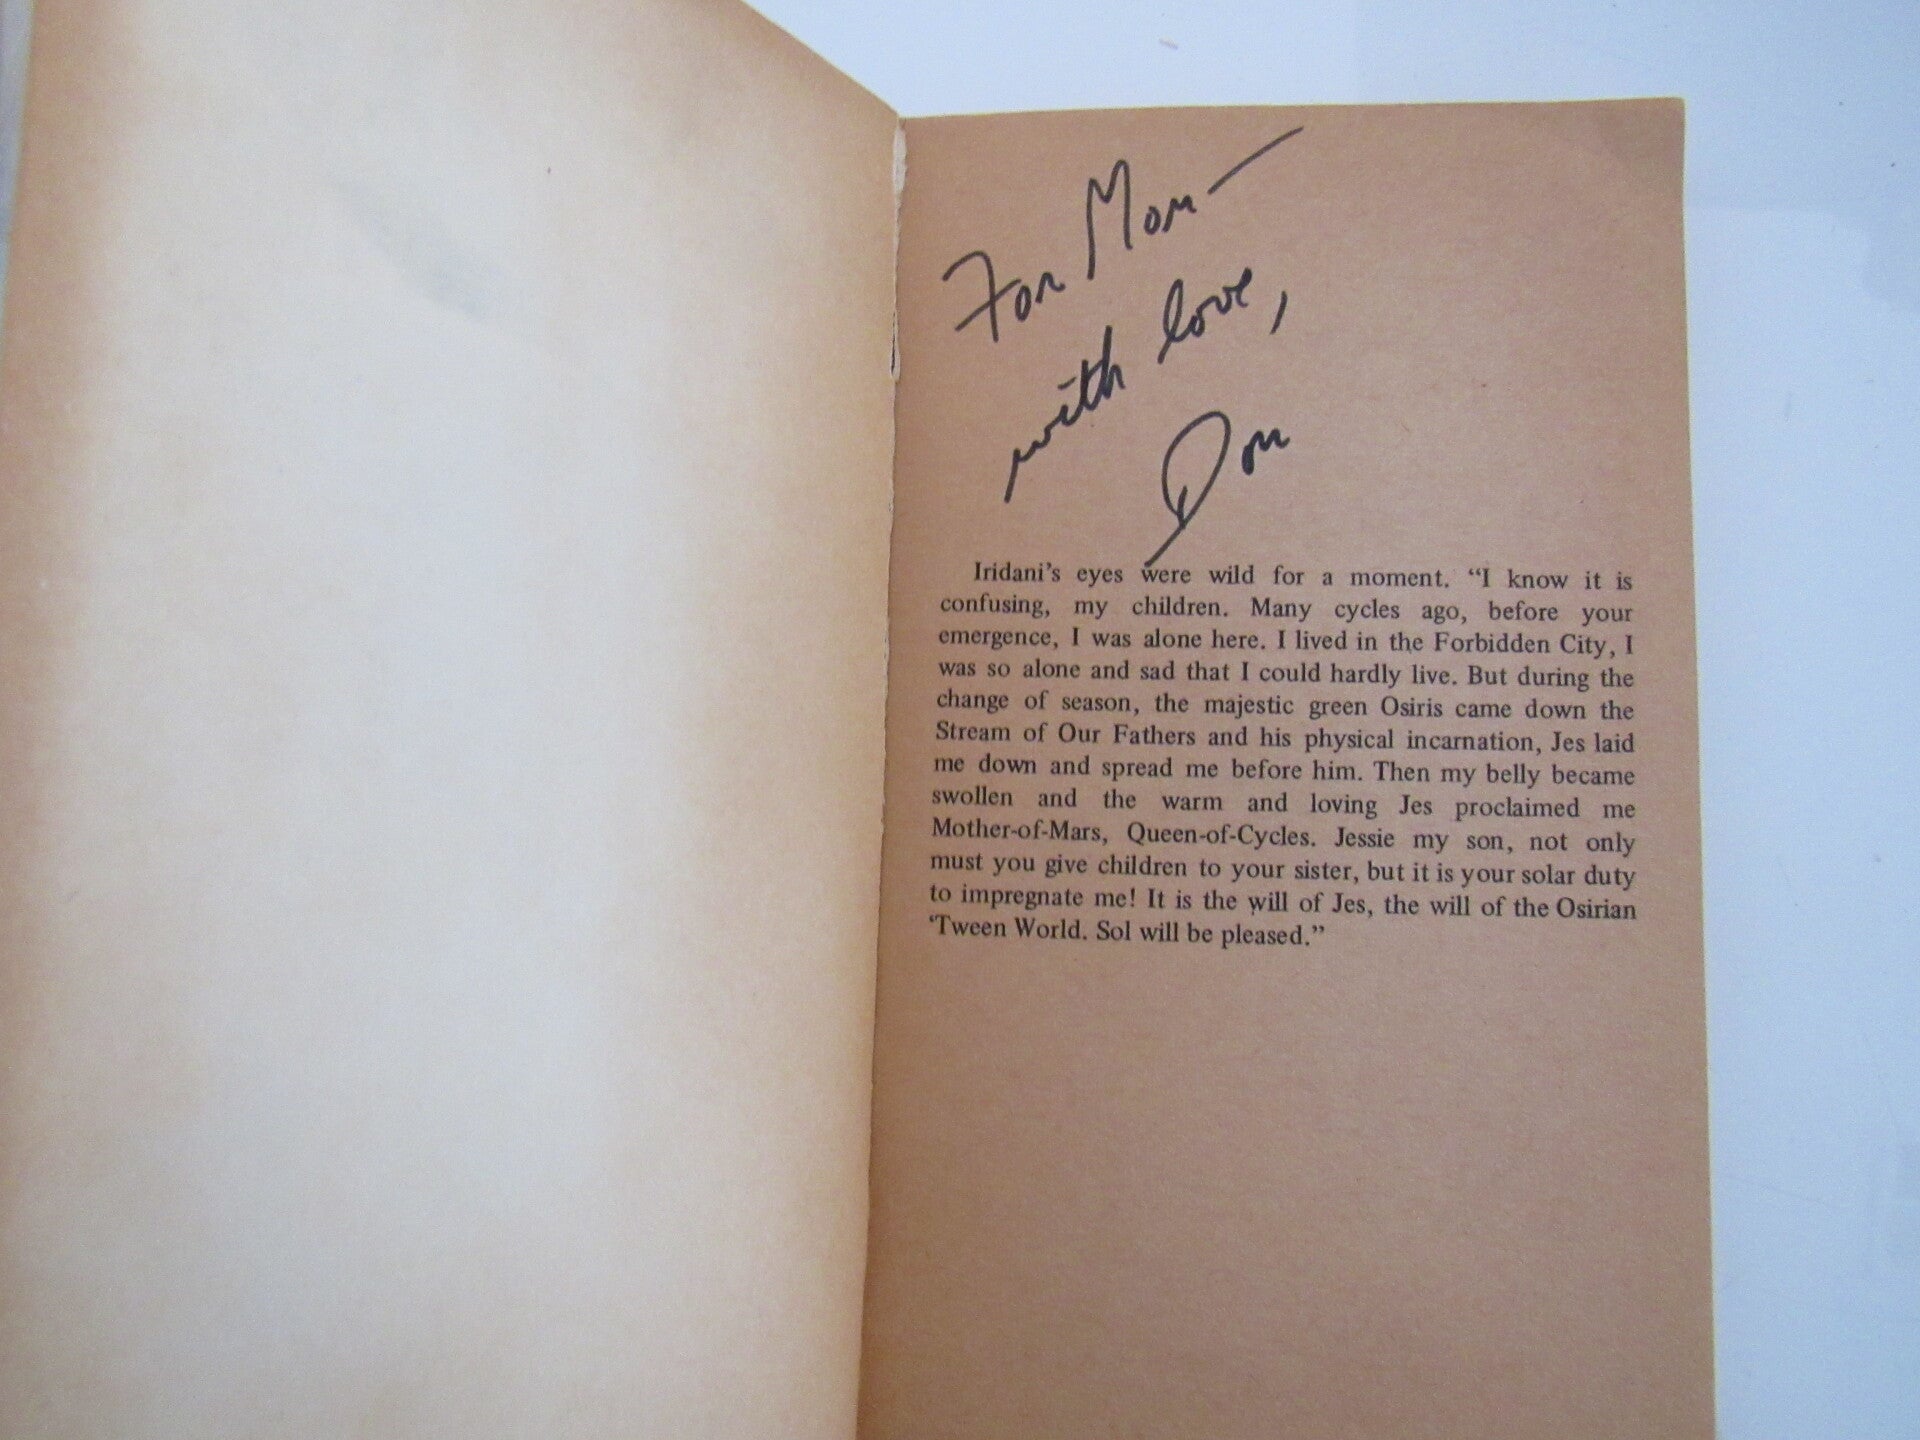 For Mom—
with love,
Don
Iridani's eyes were wild for a moment. “I know it is
confusing, my children. Many cycles ago, before your
emergence, I was alone here. I lived in the Forbidden City, I
was so alone and sad that I could hardly live. But during the
change of season, the majestic green Osiris came down the
Stream of Our Fathers and his physical incarnation, Jes laid
me down and spread me before him. Then my belly became
swollen and the warm and loving Jes proclaimed me
Mother-of-Mars, Queen-of-Cycles. Jessie my son, not only
must you give children to your sister, but it is your solar duty
to impregnate me! It is the will of Jes, the will of the Osirian
‘Tween World. Sol will be pleased.”